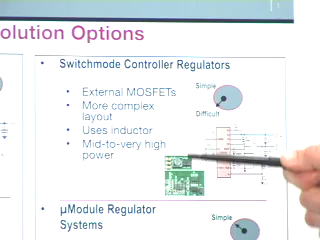 olution Options
• Switchmode Controller Regulators
• External MOSFETs
• More complex
layout
• Uses inductor
• Mid-to-very high
power
Simple
Difficult
• µModule Regulator
Systems
Simple